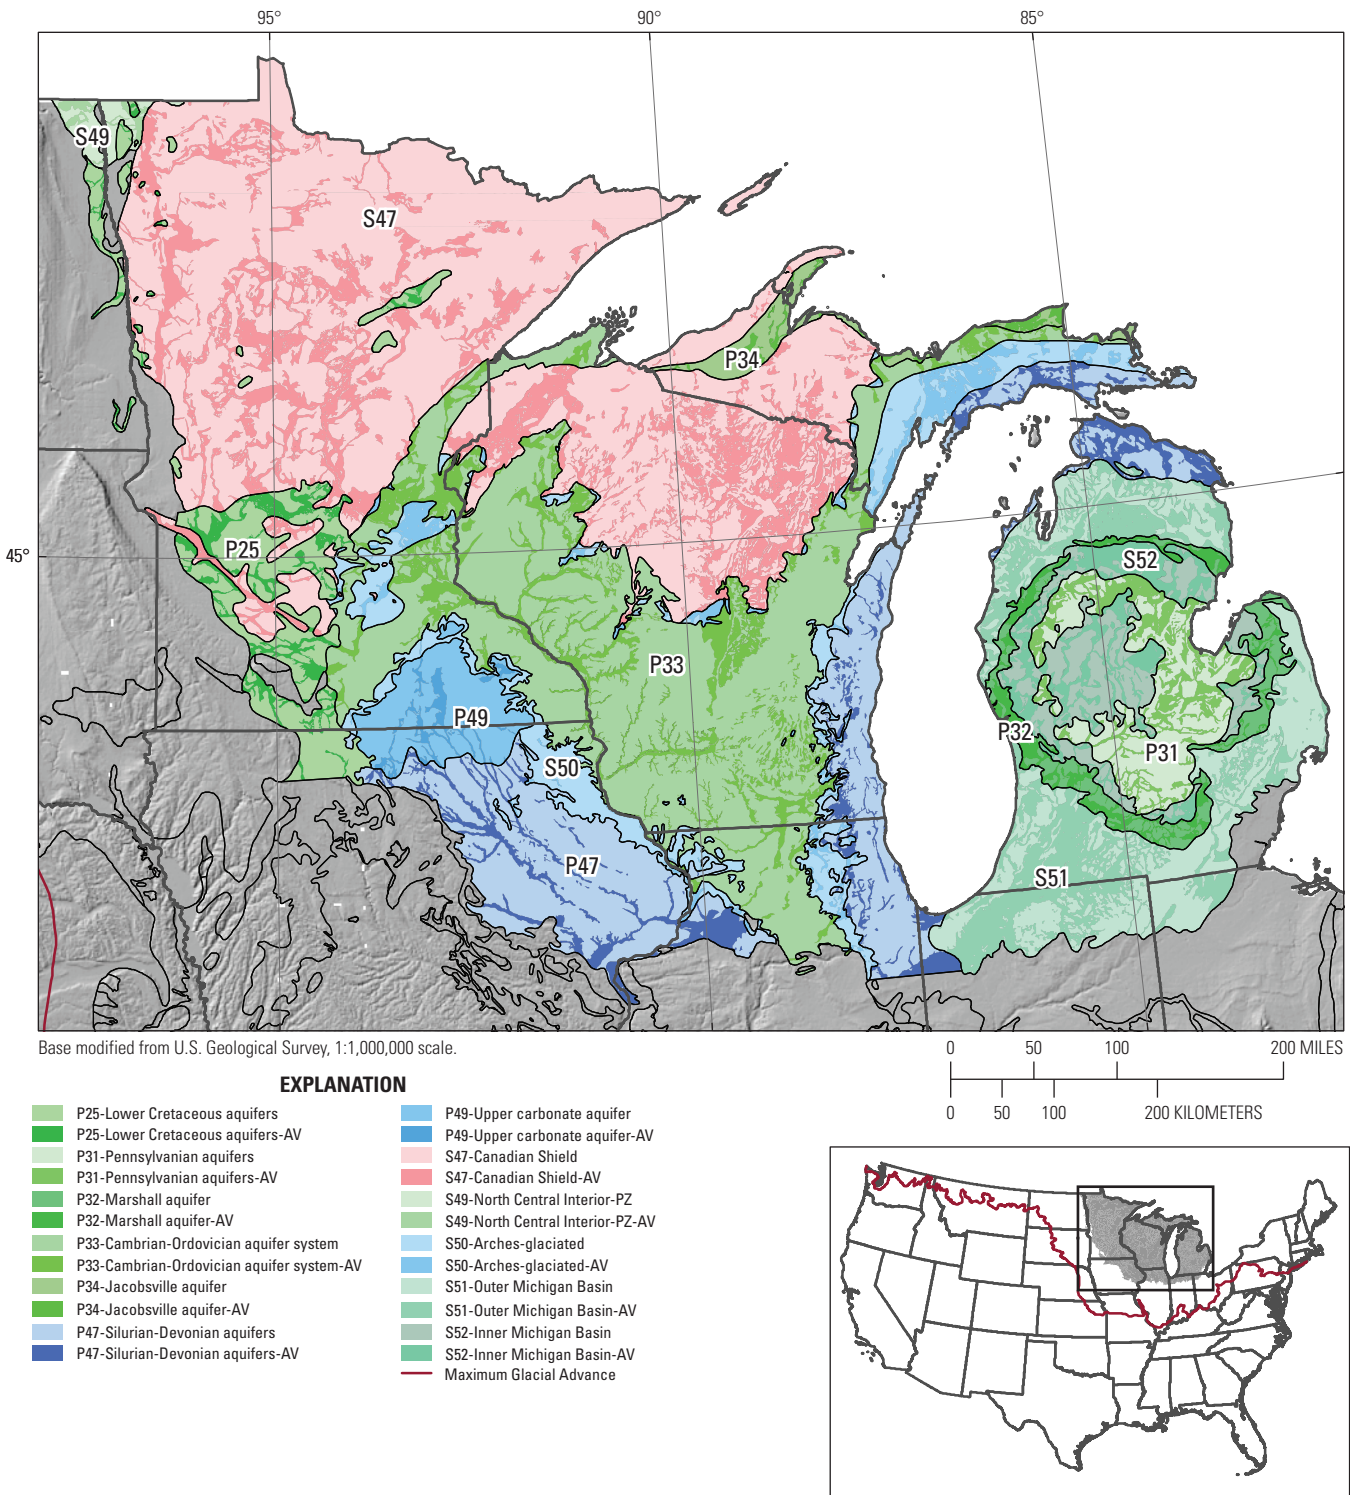 95°
90°
85°
S49
S47
P34
P25
45°
S52
P33
P49
P32
P31
S50
P47
S51
Base modified from U.S. Geological Survey, 1:1,000,000 scale.
0 50 100 200 MILES
0 50 100 200 KILOMETERS
EXPLANATION
P25-Lower Cretaceous aquifers
P25-Lower Cretaceous aquifers-AV
P31-Pennsylvanian aquifers
P31-Pennsylvanian aquifers-AV
P32-Marshall aquifer
P32-Marshall aquifer-AV
P33-Cambrian-Ordovician aquifer system
P33-Cambrian-Ordovician aquifer system-AV
P34-Jacobsville aquifer
P34-Jacobsville aquifer-AV
P47-Silurian-Devonian aquifers
P47-Silurian-Devonian aquifers-AV
P49-Upper carbonate aquifer
P49-Upper carbonate aquifer-AV
S47-Canadian Shield
S47-Canadian Shield-AV
S49-North Central Interior-PZ
S49-North Central Interior-PZ-AV
S50-Arches-glaciated
S50-Arches-glaciated-AV
S51-Outer Michigan Basin
S51-Outer Michigan Basin-AV
S52-Inner Michigan Basin
S52-Inner Michigan Basin-AV
Maximum Glacial Advance